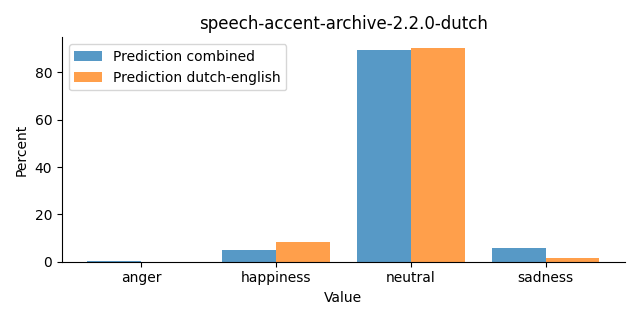 speech-accent-archive-2.2.0-dutch
Prediction combined
Prediction dutch-english
Percent
80
60
40
20
0
anger happiness neutral sadness
Value